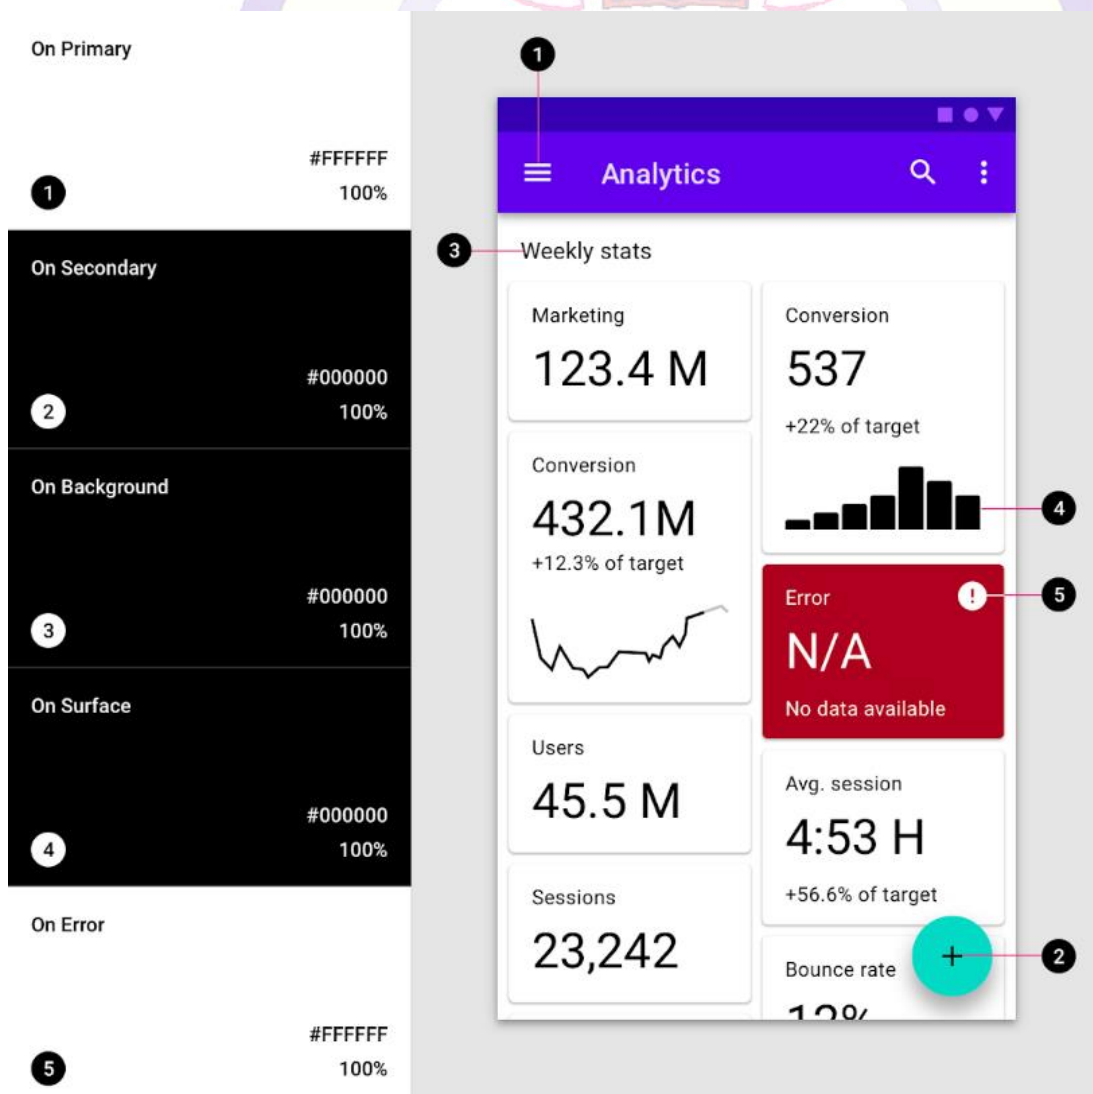 On Primary
#FFFFFF
1
100%
On Secondary
#000000
2
100%
On Background
#000000
3
100%
On Surface
#000000
4
100%
On Error
#FFFFFF
5
100%
1
Analytics
3
Weekly stats
Marketing
123.4 M
Conversion
432.1M
+12.3% of target
Users
45.5 M
Sessions
23,242
Conversion
537
+22% of target
4
Error
!
5
N/A
No data available
Avg. session
4:53 H
+56.6% of target
+
2
Bounce rate
12%